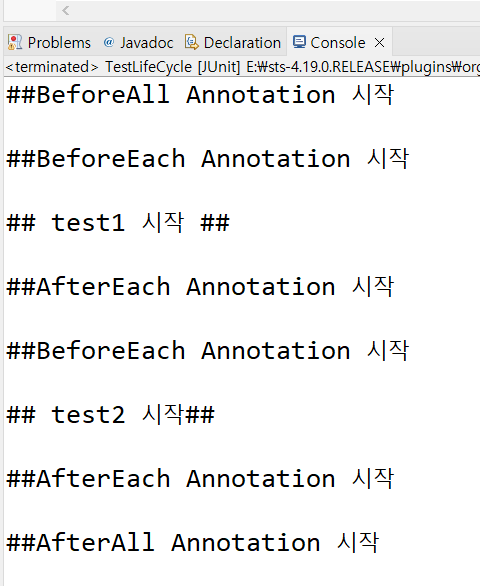 Problems @ Javadoc Declaration Console
<terminated> TestLifeCycle [JUnit] E:₩sts-4.19.0.RELEASE₩plugins₩org
##BeforeAll Annotation 시작
##BeforeEach Annotation 시작
## test1 시작 ##
##AfterEach Annotation 시작
##BeforeEach Annotation 시작
## test2 시작##
##AfterEach Annotation 시작
##AfterAll Annotation 시작